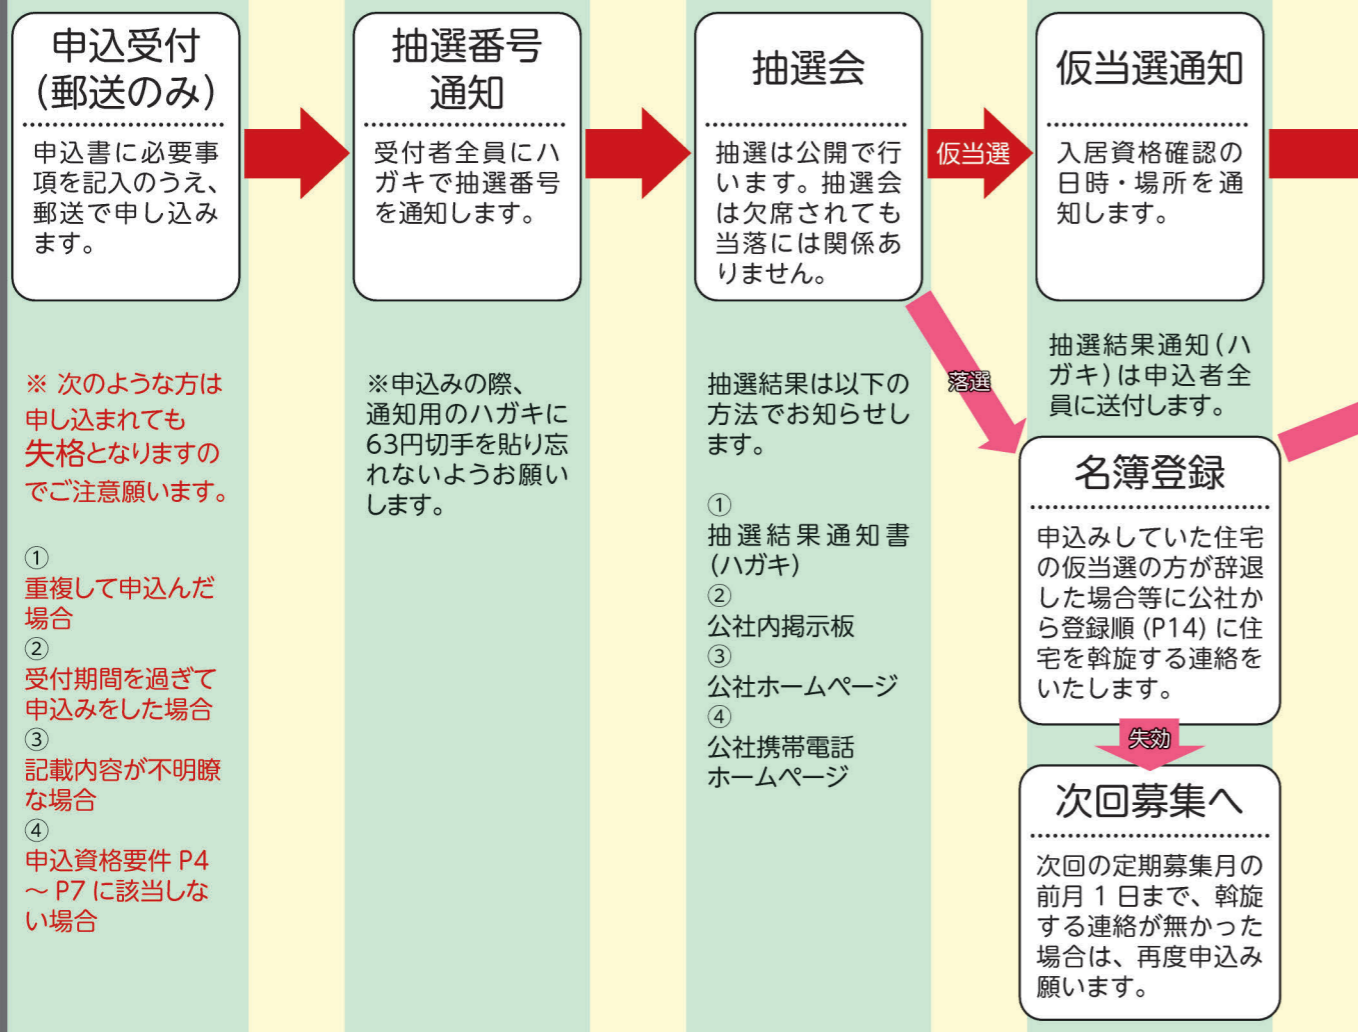 申込受付
(郵送のみ)
申込書に必要事
項を記入のうえ、
郵送で申し込み
ます。
※ 次のような方は
申し込まれても
失格となりますの
でご注意願います。
①
重複して申込んだ
場合
②
受付期間を過ぎて
申込みをした場合
③
記載内容が不明瞭
な場合
④
申込資格要件 P4
～ P7 に該当しな
い場合
抽選番号
通知
受付者全員にハ
ガキで抽選番号
を通知します。
※申込みの際、
通知用のハガキに
63円切手を貼り忘
れないようお願い
します。
抽選会
抽選は公開で行
います。抽選会
は欠席されても
当落には関係あ
りません。
抽選結果は以下の
方法でお知らせし
ます。
①
抽選結果通知書
(ハガキ)
②
公社内掲示板
③
公社ホームページ
④
公社携帯電話
ホームページ
仮当選
落選
仮当選通知
入居資格確認の
日時・場所を通
知します。
抽選結果通知(ハ
ガキ)は申込者全
員に送付します。
名簿登録
申込みしていた住宅
の仮当選の方が辞退
した場合等に公社か
ら登録順 (P14) に住
宅を斡旋する連絡を
いたします。
失効
次回募集へ
次回の定期募集月の
前月 1 日まで、斡旋
する連絡が無かった
場合は、再度申込み
願います。